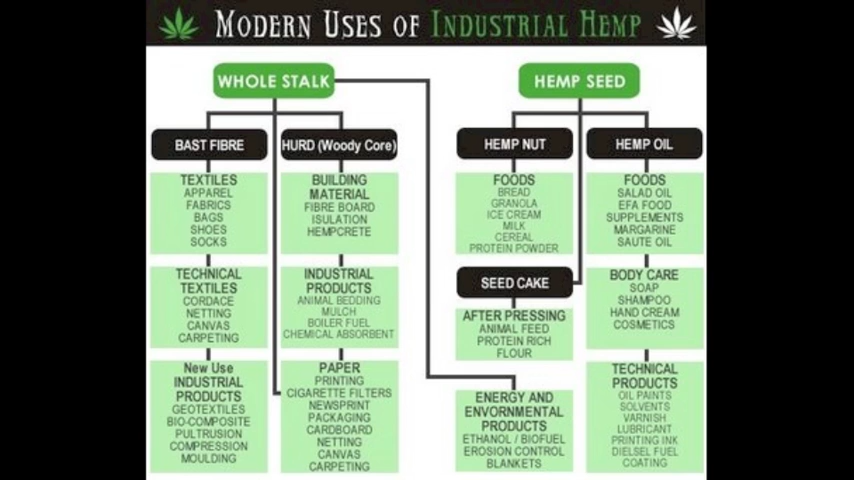 MODERN USES OF INDUSTRIAL HEMP
WHOLE STALK
BAST FIBRE
TEXTILES
APPAREL
FABRICS
BAGS
SHOES
SOCKS
TECHNICAL
TEXTILES
CORDACE
NETTING
CANVAS
CARPETING
New Use
INDUSTRIAL
PRODUCTS
GEOTEXTILES
BIO-COMPOSITE
PULTRUSION
COMPRESSION
MOULDING
HURD (Woody Core)
BUILDING
MATERIAL
FIBRE BOARD
ISULATION
HEMPCRETE
INDUSTRIAL
PRODUCTS
ANIMAL BEDDING
MULCH
BOILER FUEL
CHEMICAL ABSORBENT
PAPER
PRINTING
CIGARETTE FILTERS
NEWSPRINT
PACKAGING
CARDBOARD
NETTING
CANVAS
CARPETING
HEMP SEED
HEMP NUT
FOODS
BREAD
GRANOLA
ICE CREAM
MILK
CEREAL
PROTEIN POWDER
SEED CAKE
AFTER PRESSING
ANIMAL FEED
PROTEIN RICH
FLOUR
ENERGY AND
ENVORNMENTAL
PRODUCTS
ETHANOL / BIOFUEL
EROSION CONTROL
BLANKETS
HEMP OIL
FOODS
SALAD OIL
EFA FOOD
SUPPLEMENTS
MARGARINE
SAUTE OIL
BODY CARE
SOAP
SHAMPOO
HAND CREAM
COSMETICS
TECHNICAL
PRODUCTS
OIL PAINTS
SOLVENTS
VARNISH
LUBRICANT
PRINTING INK
DIELSEL FUEL
COATING